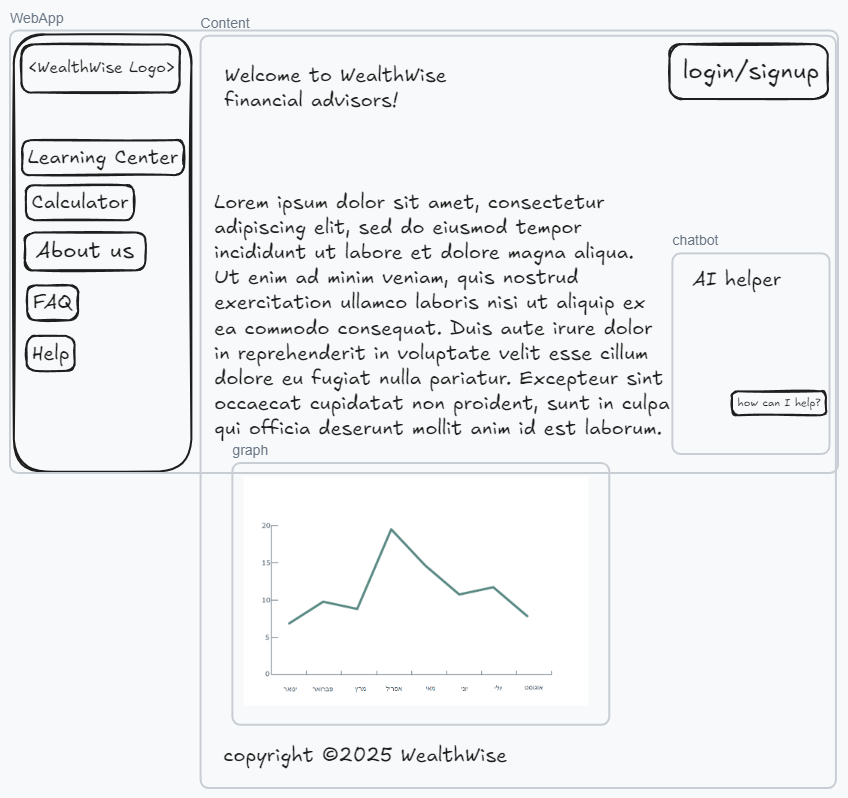 WebApp
Content
<WealthWise Logo>
Welcome to WealthWise
financial advisors!
login/signup
Learning Center
Calculator
About us
FAQ
Help
Lorem ipsum dolor sit amet, consectetur
adipiscing elit, sed do eiusmod tempor
incididunt ut labore et dolore magna aliqua.
Ut enim ad minim veniam, quis nostrud
exercitation ullamco laboris nisi ut aliquip ex
ea commodo consequat. Duis aute irure dolor
in reprehenderit in voluptate velit esse cillum
dolore eu fugiat nulla pariatur. Excepteur sint
occaecat cupidatat non proident, sunt in culpa
qui officia deserunt mollit anim id est laborum.
chatbot
AI helper
how can I help?
graph
20
15
10
5
0
ינואר
פברואר
מרץ
אפריל
מאי
יוני
יולי
אוגוסט
copyright ©2025 WealthWise